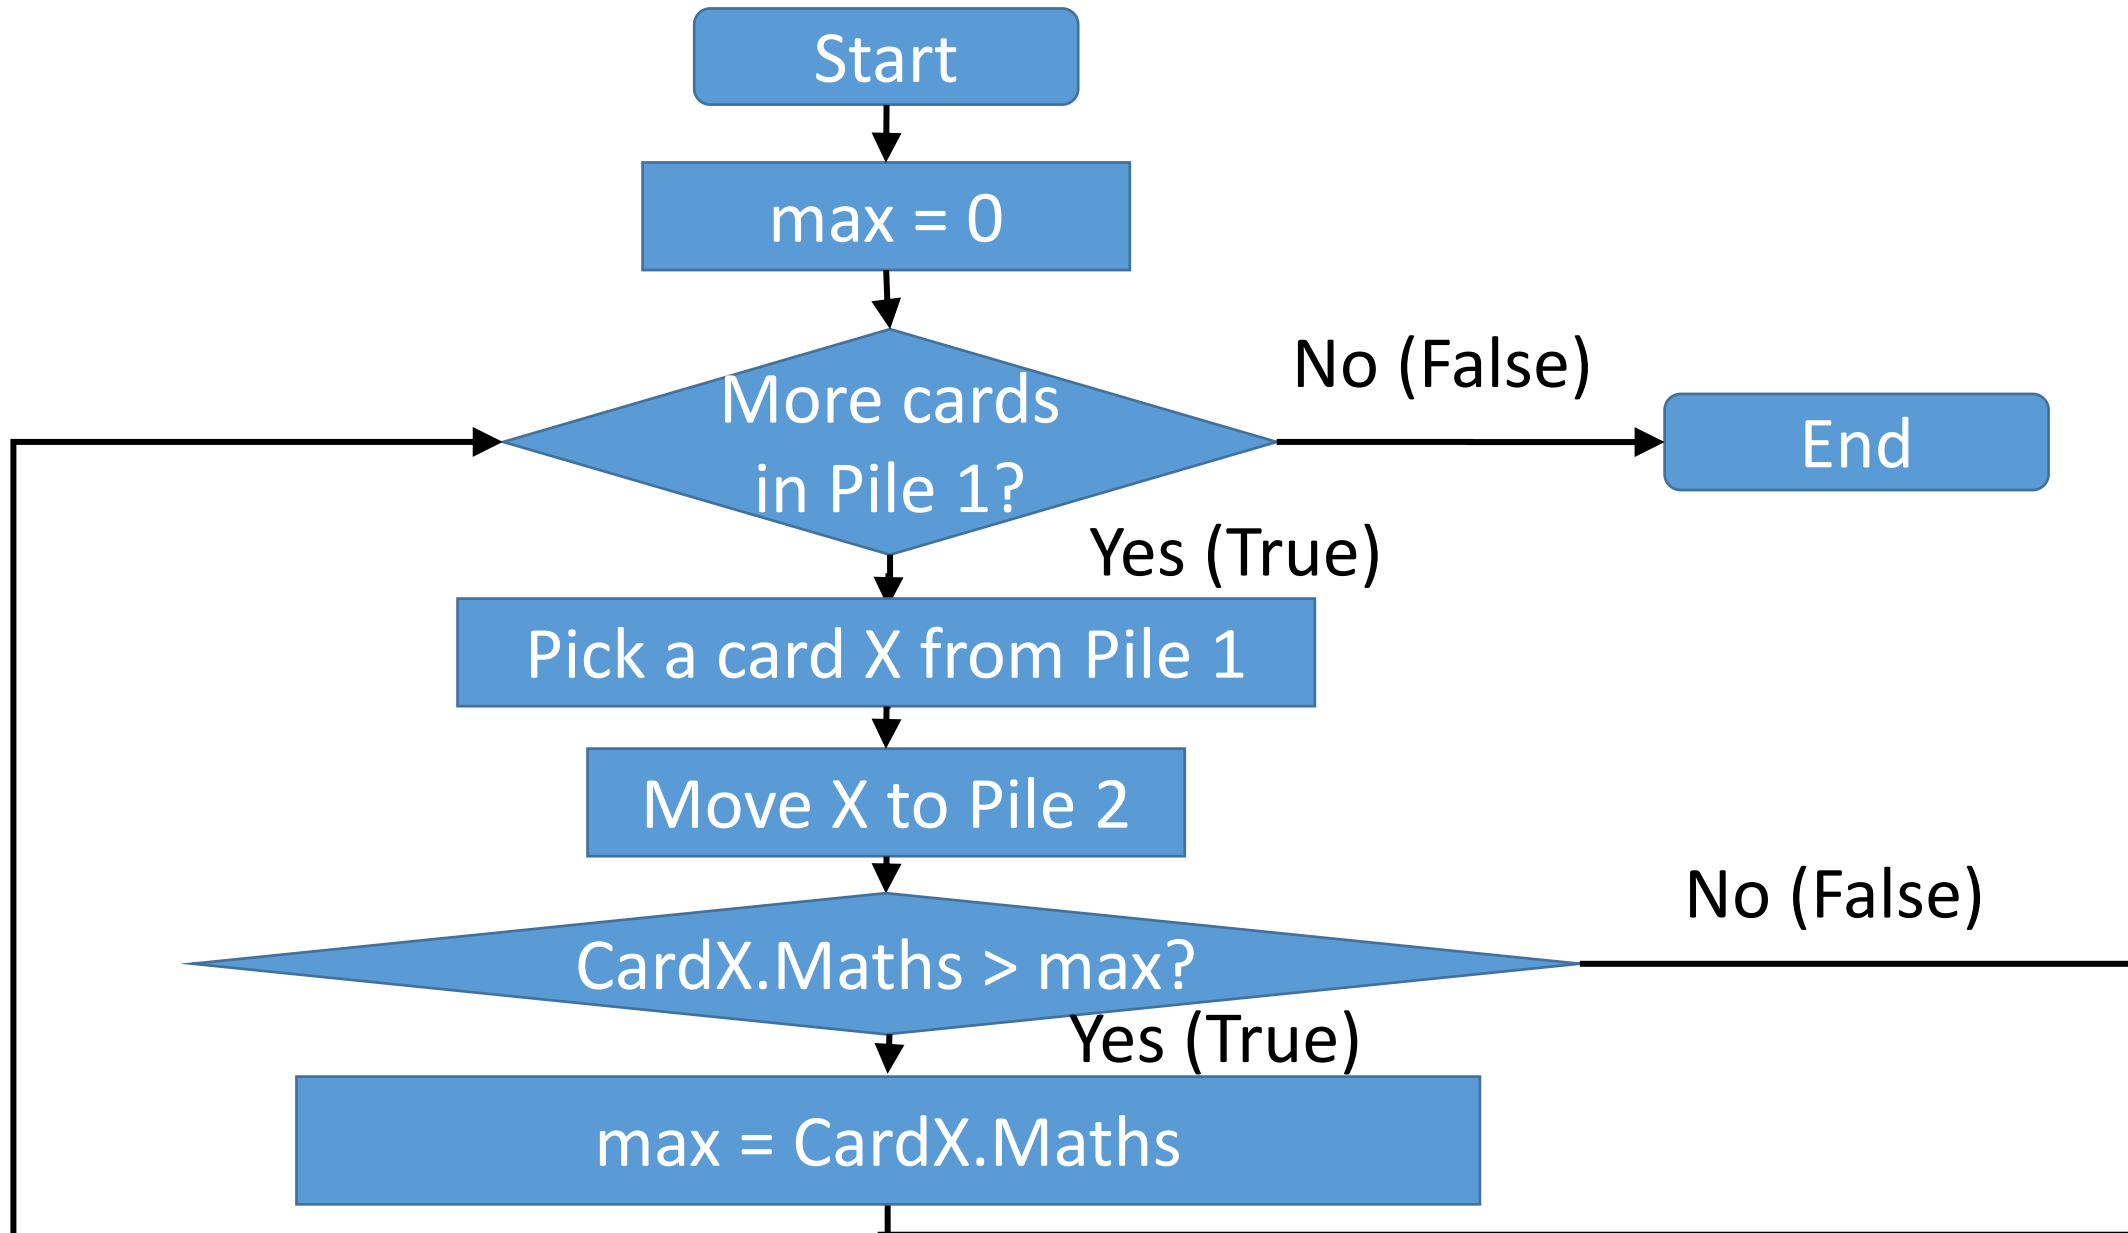 Start
max = 0
More cards
in Pile 1?
No (False)
End
Yes (True)
Pick a card X from Pile 1
Move X to Pile 2
CardX.Maths > max?
No (False)
Yes (True)
max = CardX.Maths